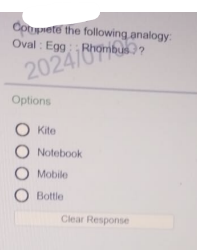 Complete the following analogy:
Oval : Egg :: Rhombus : ?
Options
Kite
Notebook
Mobile
Bottle
Clear Response